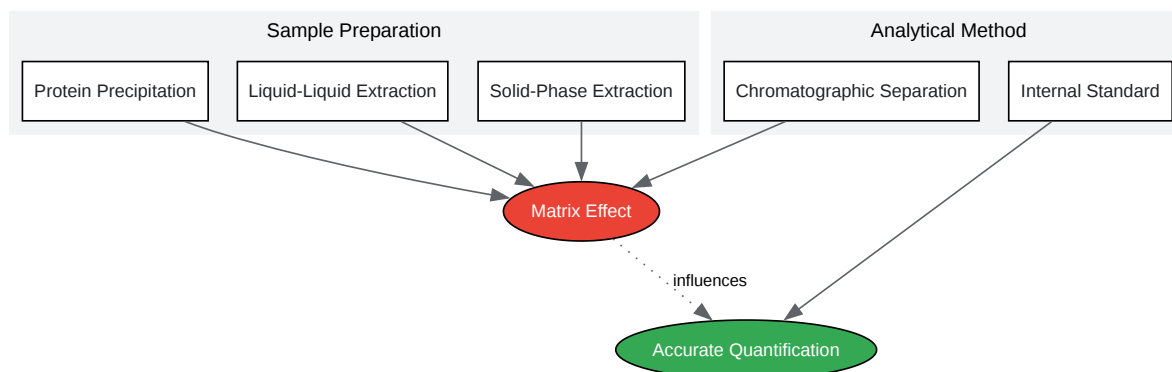 Sample Preparation
Analytical Method
Protein Precipitation
Liquid-Liquid Extraction
Solid-Phase Extraction
Chromatographic Separation
Internal Standard
Matrix Effect
influences
Accurate Quantification